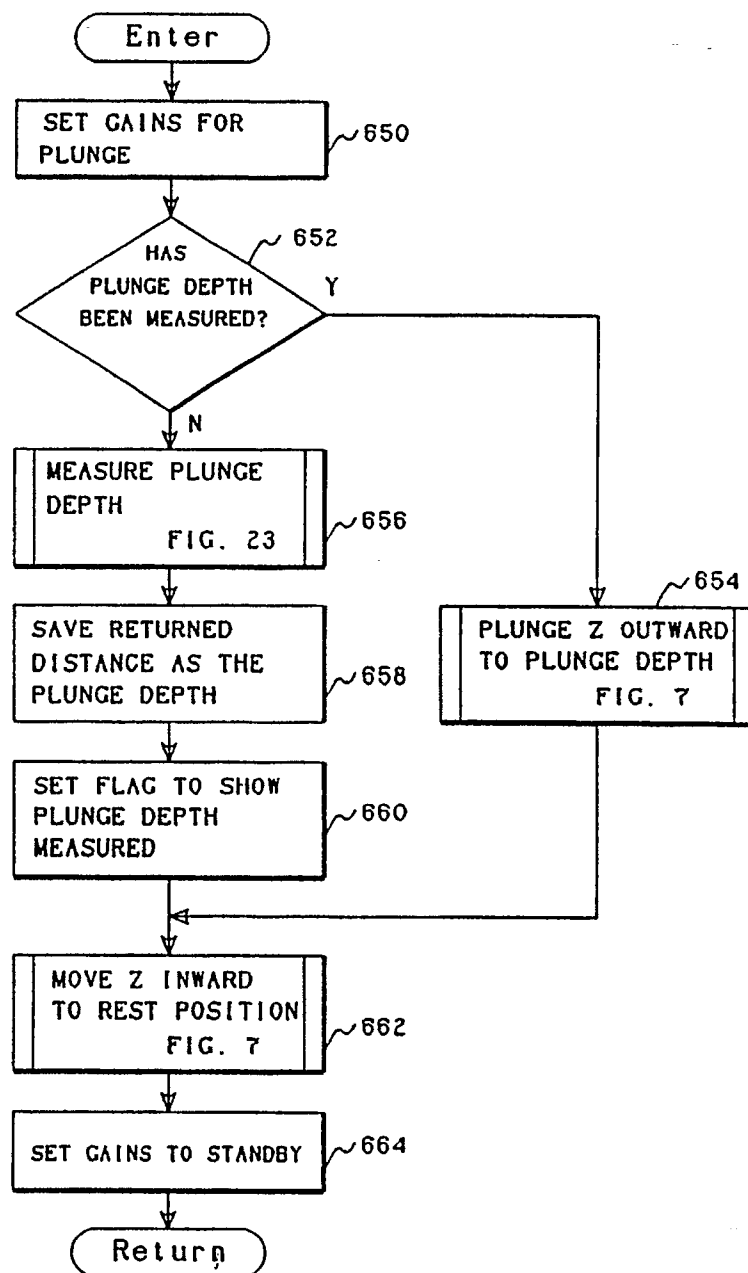 Enter
SET GAINS FOR
PLUNGE
650
652
HAS
PLUNGE DEPTH
BEEN MEASURED?
Y
N
MEASURE PLUNGE
DEPTH
FIG. 23
656
654
PLUNGE Z OUTWARD
TO PLUNGE DEPTH
FIG. 7
SAVE RETURNED
DISTANCE AS THE
PLUNGE DEPTH
658
SET FLAG TO SHOW
PLUNGE DEPTH
MEASURED
660
MOVE Z INWARD
TO REST POSITION
FIG. 7
662
SET GAINS TO STANDBY
664
Return